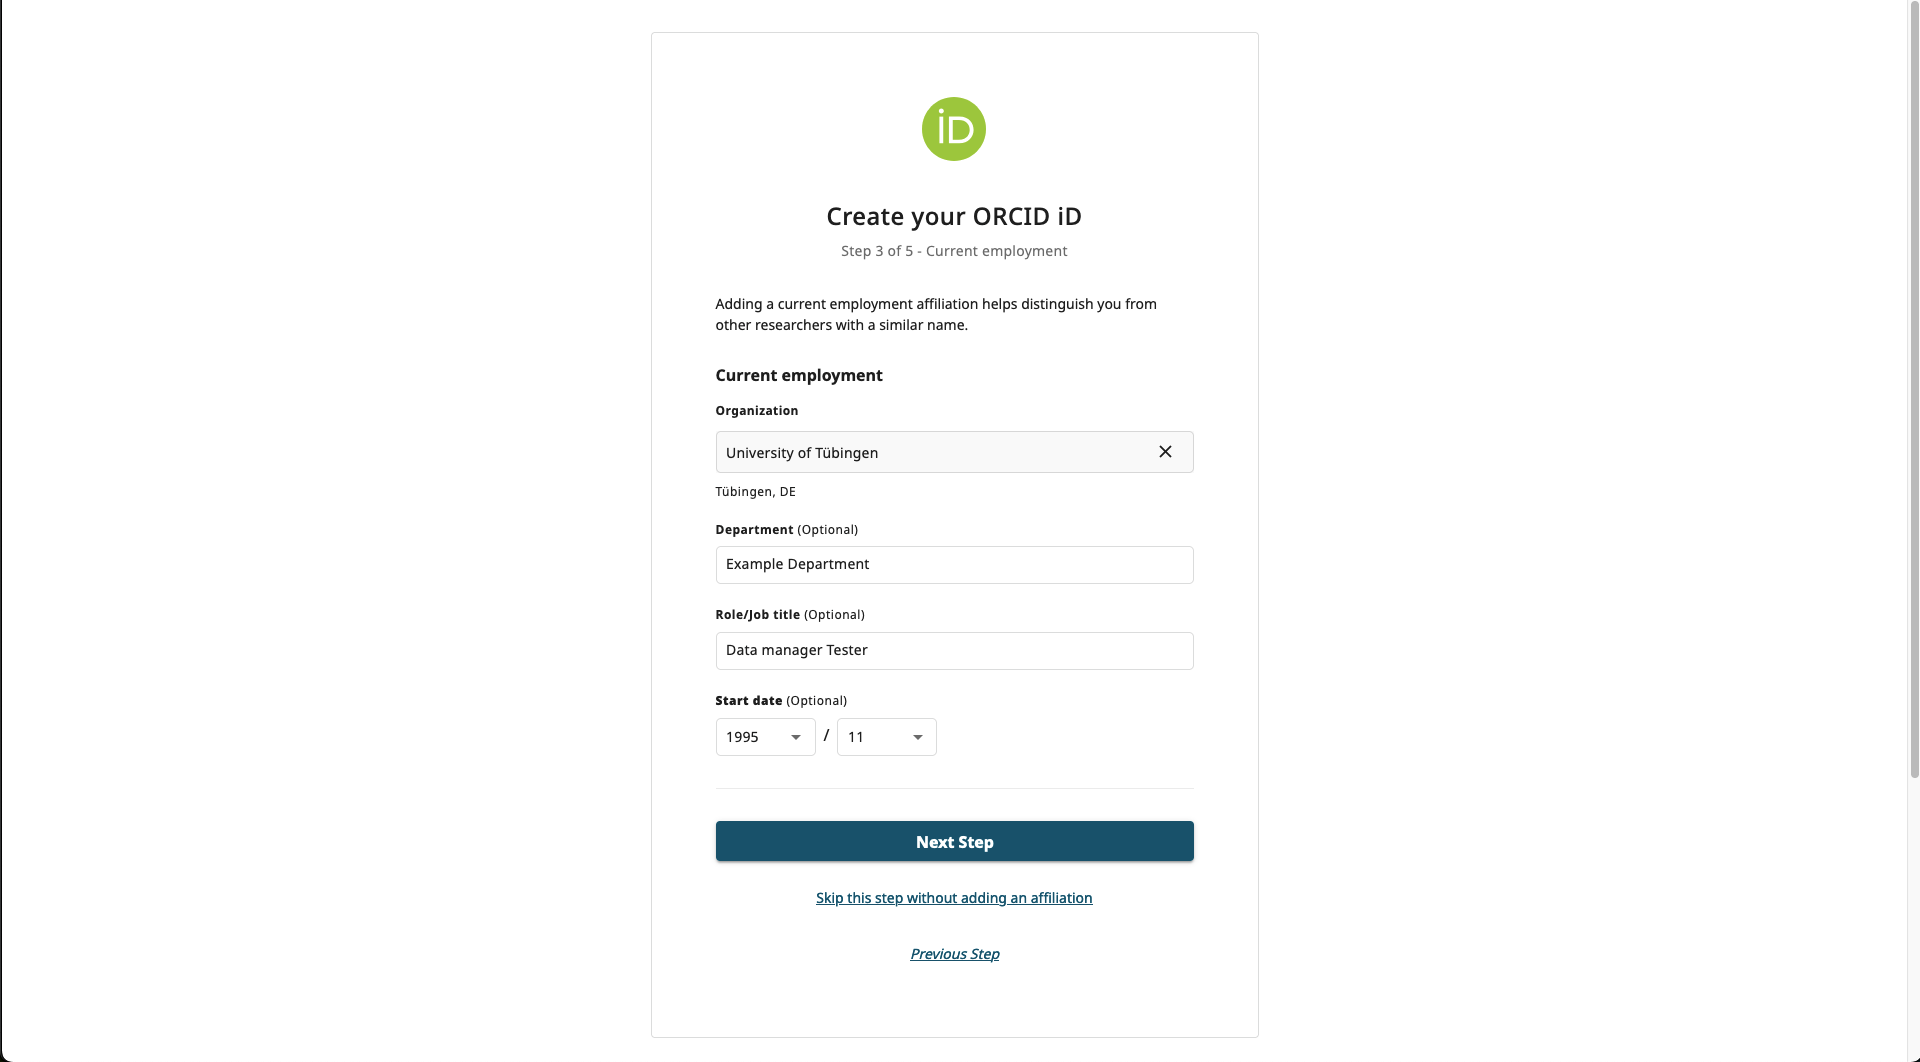 iD
Create your ORCID iD
Step 3 of 5 - Current employment
Adding a current employment affiliation helps distinguish you from
other researchers with a similar name.
Current employment
Organization
University of Tübingen
Tübingen, DE
Department (Optional)
Example Department
Role/Job title (Optional)
Data manager Tester
Start date (Optional)
1995 / 11
Next Step
Skip this step without adding an affiliation
Previous Step